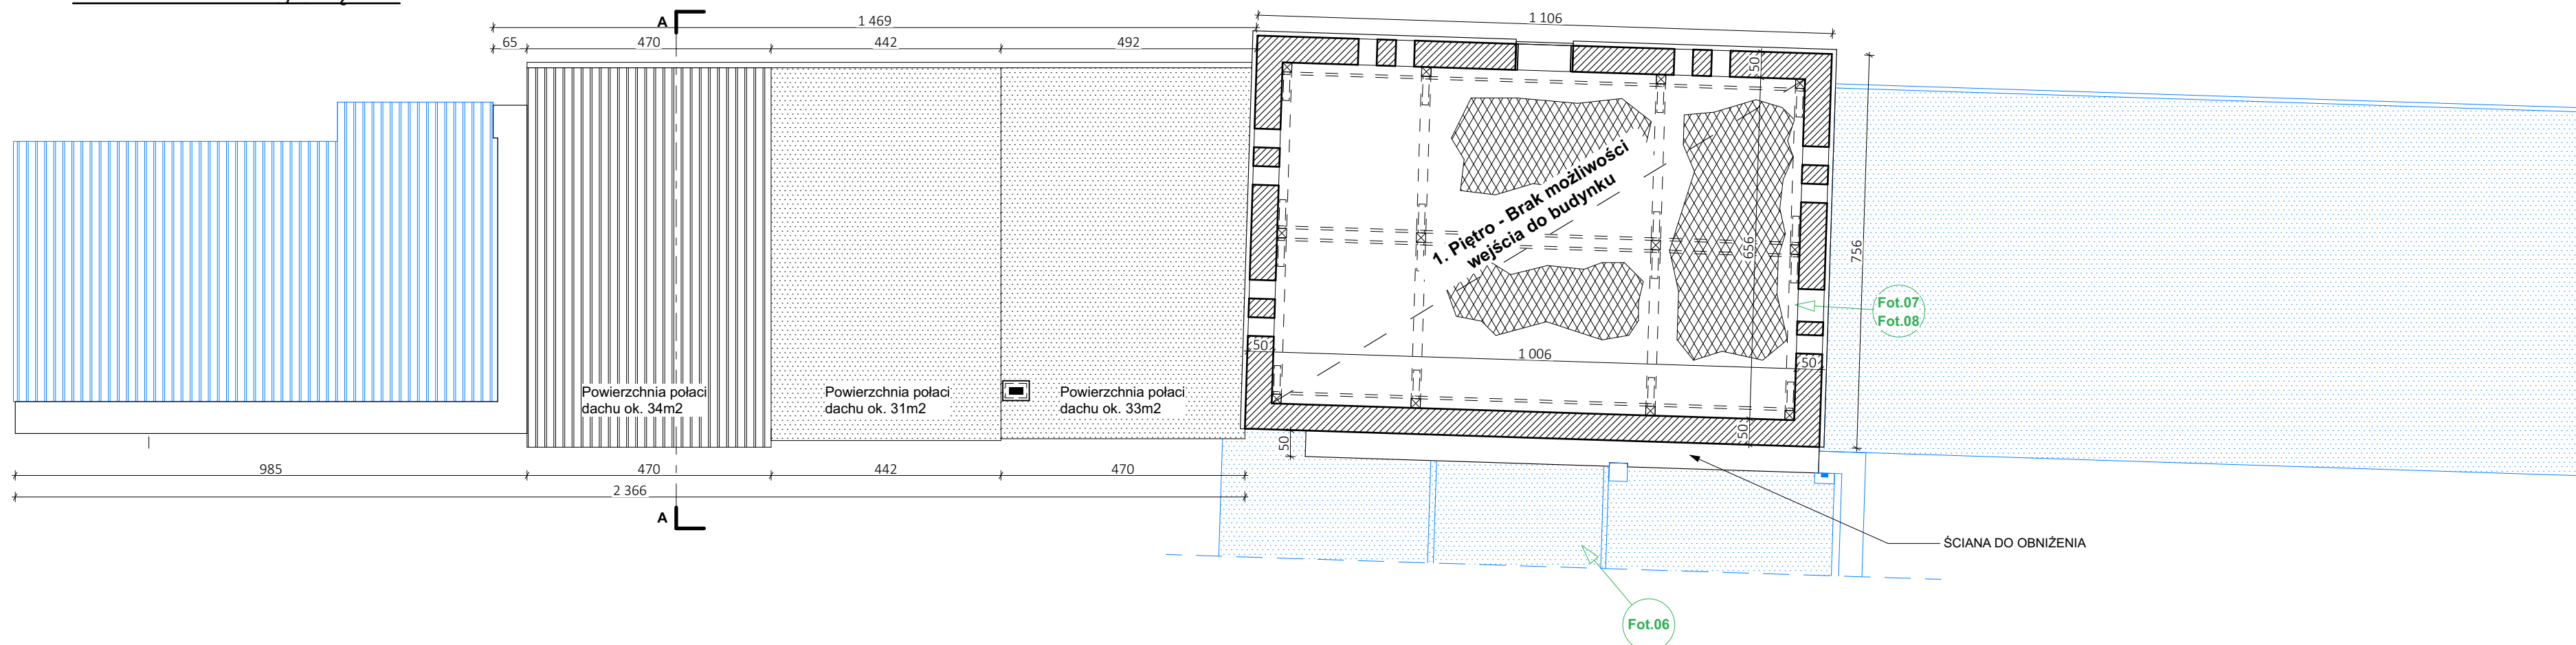 1 469
1 106
A
65
470
442
492
50
1. Piętro - Brak możliwości
wejścia do budynku
656
756
Fot.07
Fot.08
50
1 006
50
Powierzchnia połaci
dachu ok. 34m2
Powierzchnia połaci
dachu ok. 31m2
Powierzchnia połaci
dachu ok. 33m2
50
50
985
470
442
470
2 366
A
ŚCIANA DO OBNIŻENIA
Fot.06